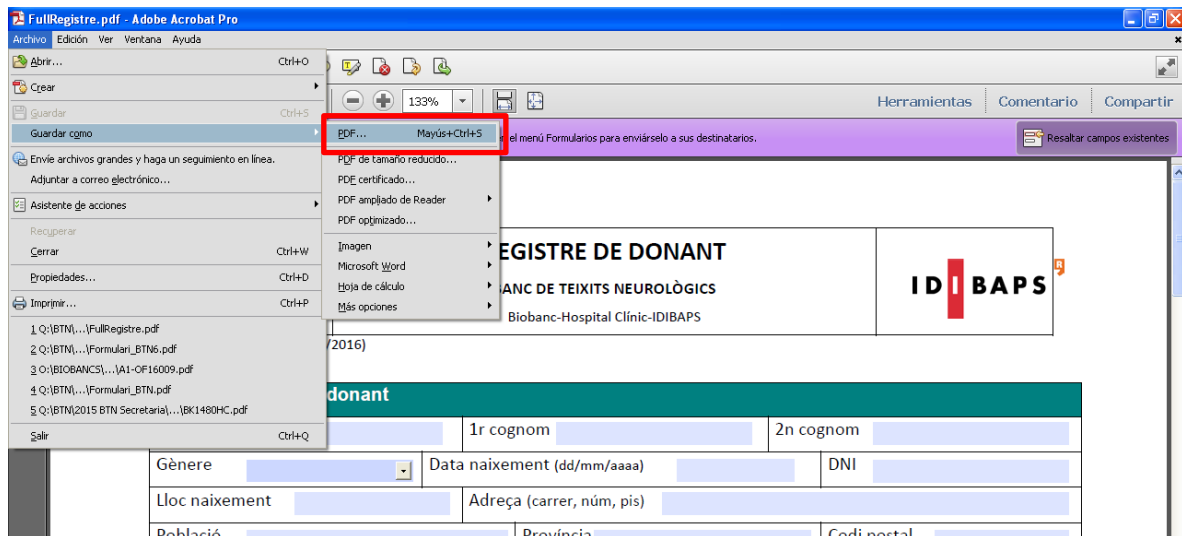 FullRegistre.pdf - Adobe Acrobat Pro
Archivo Edición Ver Ventana Ayuda
Abrir... Ctrl+O
Crear
Guardar Ctrl+S
Guardar como
Envíe archivos grandes y haga un seguimiento en línea.
Adjuntar a correo electrónico...
Asistente de acciones
Recuperar
Cerrar Ctrl+W
Propiedades... Ctrl+D
Imprimir... Ctrl+P
1 Q:\BTN\...\FullRegistre.pdf
2 Q:\BTN\...\Formulari_BTN6.pdf
3 O:\BIOBANCS\...\A1-OF16009.pdf
4 Q:\BTN\...\Formulari_BTN.pdf
5 Q:\BTN\2015 BTN Secretaria\...\BK1480HC.pdf
Salir Ctrl+Q
PDF... Mayús+Ctrl+S
PDF de tamaño reducido...
PDF certificado...
PDF ampliado de Reader
PDF optimizado...
Imagen
Microsoft Word
Hoja de cálculo
Más opciones
133%
Herramientas Comentario Compartir
el menú Formularios para enviárselo a sus destinatarios.
Resaltar campos existentes
EGISTRE DE DONANT
ANC DE TEIXITS NEUROLÒGICS
Biobanc-Hospital Clínic-IDIBAPS
IDIBAPS
/2016)
donant
1r cognom 2n cognom
Gènere Data naixement (dd/mm/aaaa) DNI
Lloc naixement Adreça (carrer, núm, pis)
Població Província Codi postal